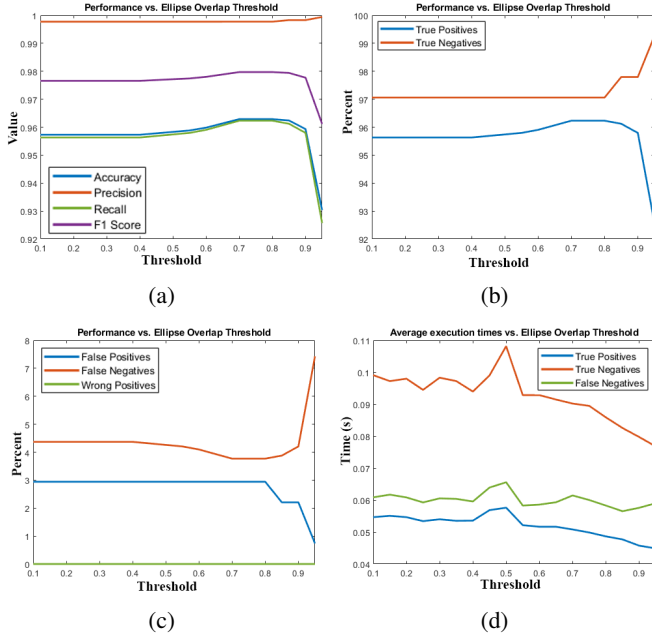 Performance vs. Ellipse Overlap Threshold
1
0.98
0.96
0.94
0.93
0.92
Value
Accuracy
Precision
Recall
F1 Score
0.1 0.2 0.3 0.4 0.5 0.6 0.7 0.8 0.9
Threshold
(a)
Performance vs. Ellipse Overlap Threshold
100
99
98
97
96
95
94
93
92
Percent
True Positives
True Negatives
0.1 0.2 0.3 0.4 0.5 0.6 0.7 0.8 0.9
Threshold
(b)
Performance vs. Ellipse Overlap Threshold
8
7
6
5
4
3
2
1
0
Percent
False Positives
False Negatives
Wrong Positives
0.1 0.2 0.3 0.4 0.5 0.6 0.7 0.8 0.9
Threshold
(c)
Average execution times vs. Ellipse Overlap Threshold
0.11
0.1
0.09
0.08
0.07
0.06
0.05
0.04
Time (s)
True Positives
True Negatives
False Negatives
0.1 0.2 0.3 0.4 0.5 0.6 0.7 0.8 0.9
Threshold
(d)